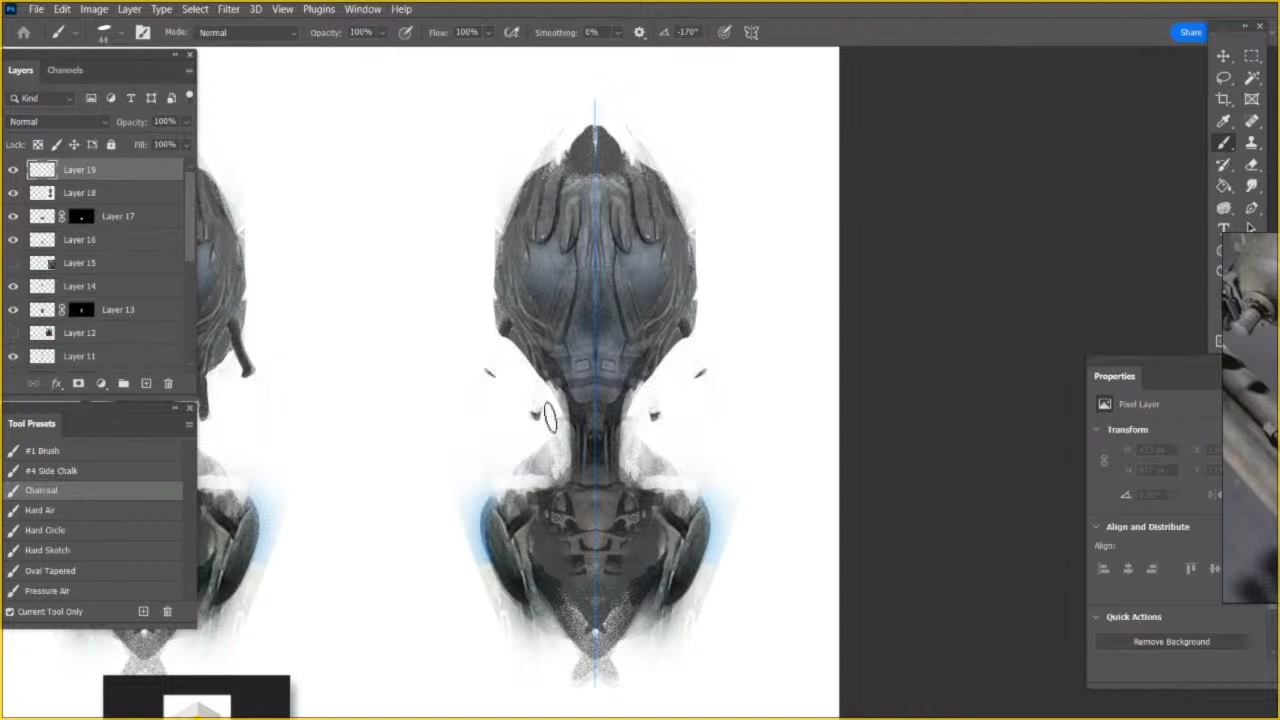 Ps File Edit Image Layer Type Select Filter 3D View Plugins Window Help
44 Mode: Normal Opacity: 100% Flow: 100% Smoothing: 0% -170° Share
Layers Channels
Kind
Normal Opacity: 100%
Lock: Fill: 100%
Layer 19
Layer 18
Layer 17
Layer 16
Layer 15
Layer 14
Layer 13
Layer 12
Layer 11
fx
Tool Presets
#1 Brush
#4 Side Chalk
Charcoal
Hard Air
Hard Circle
Hard Sketch
Oval Tapered
Pressure Air
Current Tool Only
Properties
Pixel Layer
Transform
Align and Distribute
Align:
Quick Actions
Remove Background